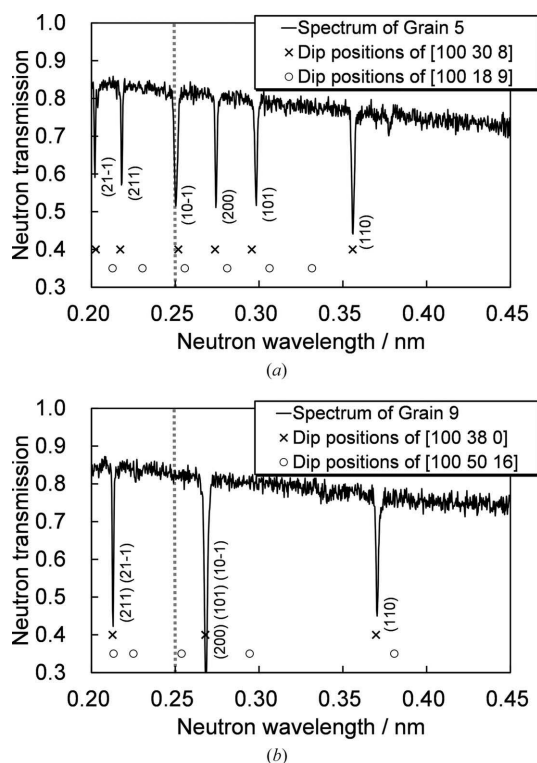 1.0
0.9
0.8
0.7
0.6
0.5
0.4
0.3
Neutron transmission
Spectrum of Grain 5
× Dip positions of [100 30 8]
○ Dip positions of [100 18 9]
(21-1)
(211)
(10-1)
(200)
(101)
(110)
0.20 0.25 0.30 0.35 0.40 0.45
Neutron wavelength / nm
(a)
1.0
0.9
0.8
0.7
0.6
0.5
0.4
0.3
Neutron transmission
Spectrum of Grain 9
× Dip positions of [100 38 0]
○ Dip positions of [100 50 16]
(211) (21-1)
(200) (101) (10-1)
(110)
0.20 0.25 0.30 0.35 0.40 0.45
Neutron wavelength / nm
(b)